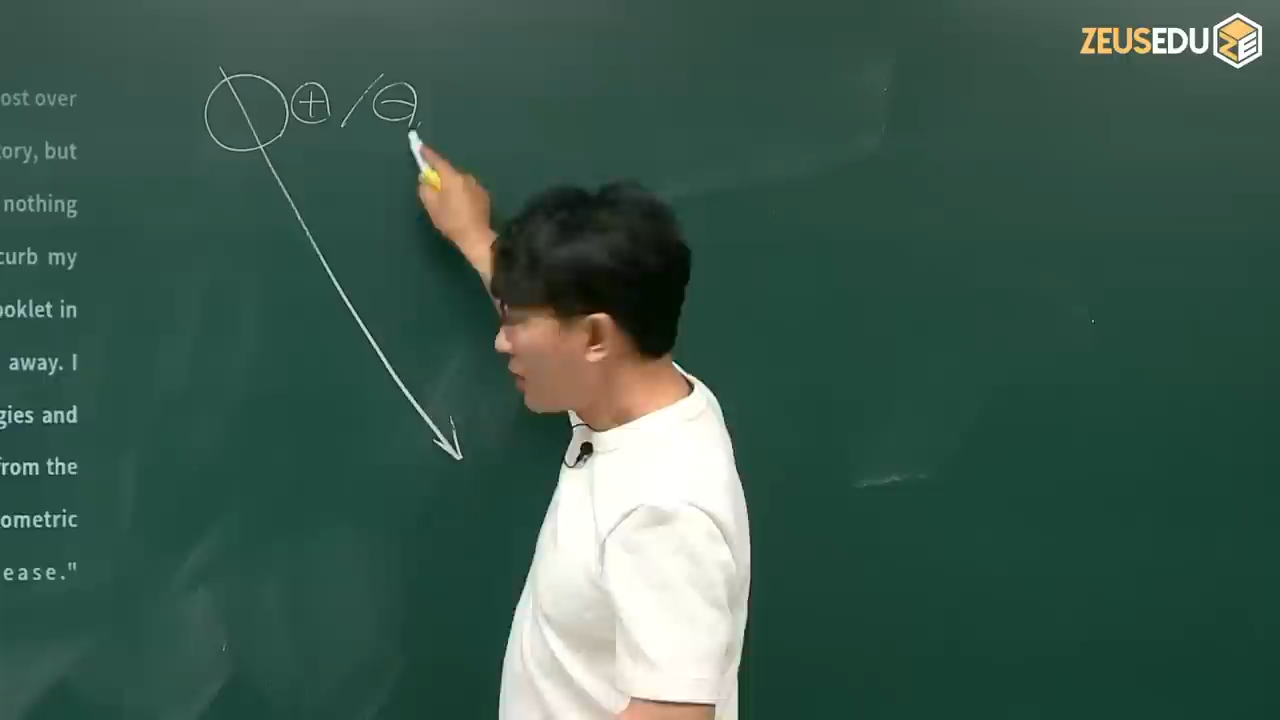 ZEUSEDU
ost over
tory, but
nothing
curb my
ooklet in
away. I
gies and
from the
ometric
ease."
⊕ / ⊖